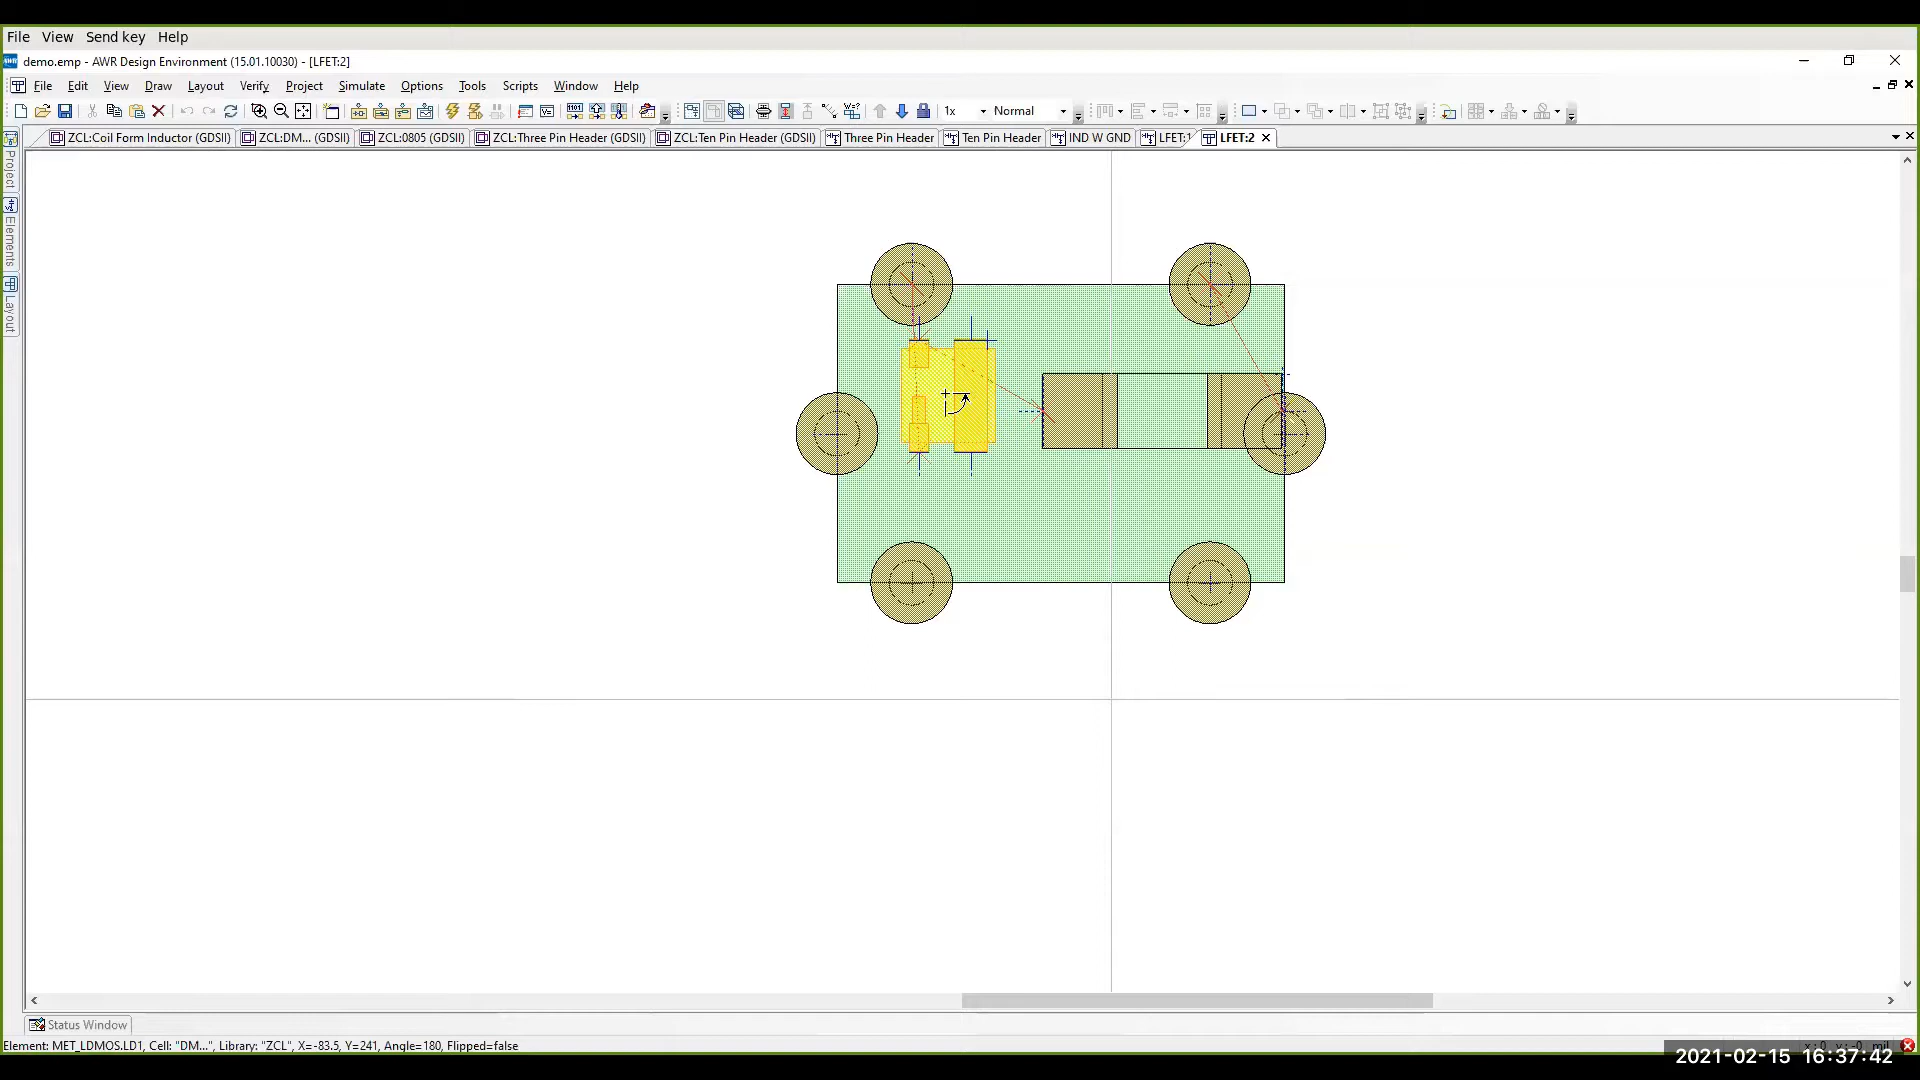 File View Send key Help
demo.emp - AWR Design Environment (15.01.10030) - [LFET:2]
File Edit View Draw Layout Verify Project Simulate Options Tools Scripts Window Help
1x Normal
ZCL:Coil Form Inductor (GDSII) ZCL:DM... (GDSII) ZCL:0805 (GDSII) ZCL:Three Pin Header (GDSII) ZCL:Ten Pin Header (GDSII) Three Pin Header Ten Pin Header IND W GND LFET:1 LFET:2
Project
Elements
Layout
Status Window
Element: MET_LDMOS.LD1, Cell: "DM...", Library: "ZCL", X=-83.5, Y=241, Angle=180, Flipped=false
2021-02-15 16:37:42